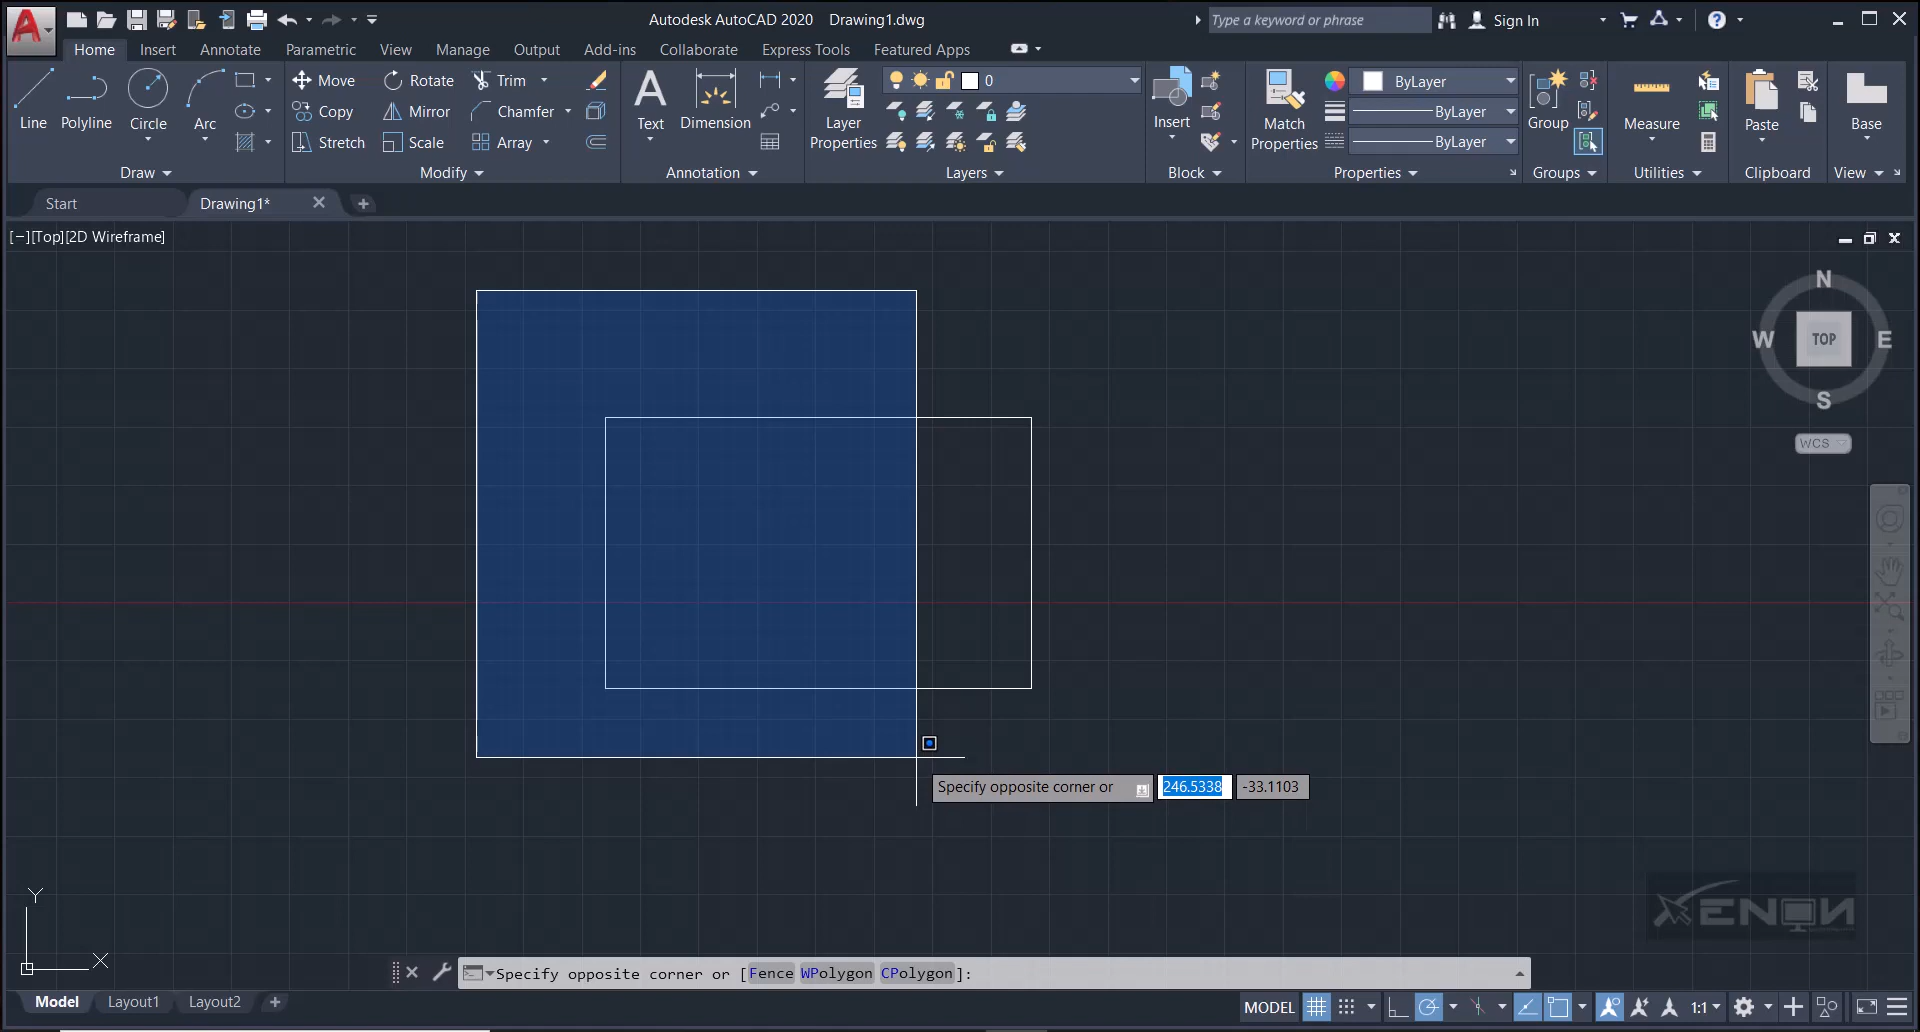 Autodesk AutoCAD 2020 Drawing1.dwg
Type a keyword or phrase
Sign In
Home Insert Annotate Parametric View Manage Output Add-ins Collaborate Express Tools Featured Apps
Line Polyline Circle Arc
Move Rotate Trim
Copy Mirror Chamfer
Stretch Scale Array
Text Dimension
Layer Properties
0
Insert
Match Properties
ByLayer
ByLayer
ByLayer
Group
Measure
Paste
Base
Draw Modify Annotation Layers Block Properties Groups Utilities Clipboard View
Start Drawing1*
[−][Top][2D Wireframe]
N
W TOP E
S
WCS
Specify opposite corner or 246.5338 -33.1103
Y
X
XENON
Specify opposite corner or [Fence WPolygon CPolygon]:
Model Layout1 Layout2
MODEL 1:1